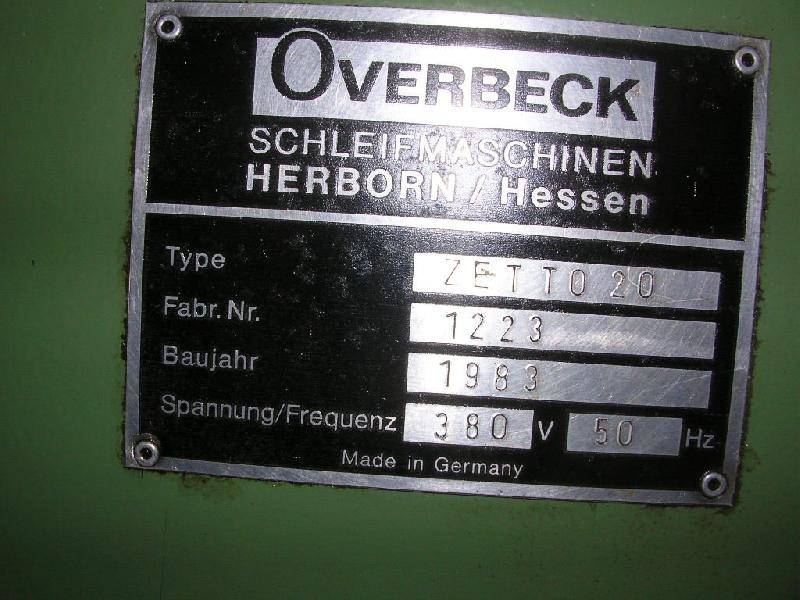 OVERBECK
SCHLEIFMASCHINEN
HERBORN / Hessen
Type ZETTO 20
Fabr. Nr. 1223
Baujahr 1983
Spannung/Frequenz 380 V 50 Hz
Made in Germany